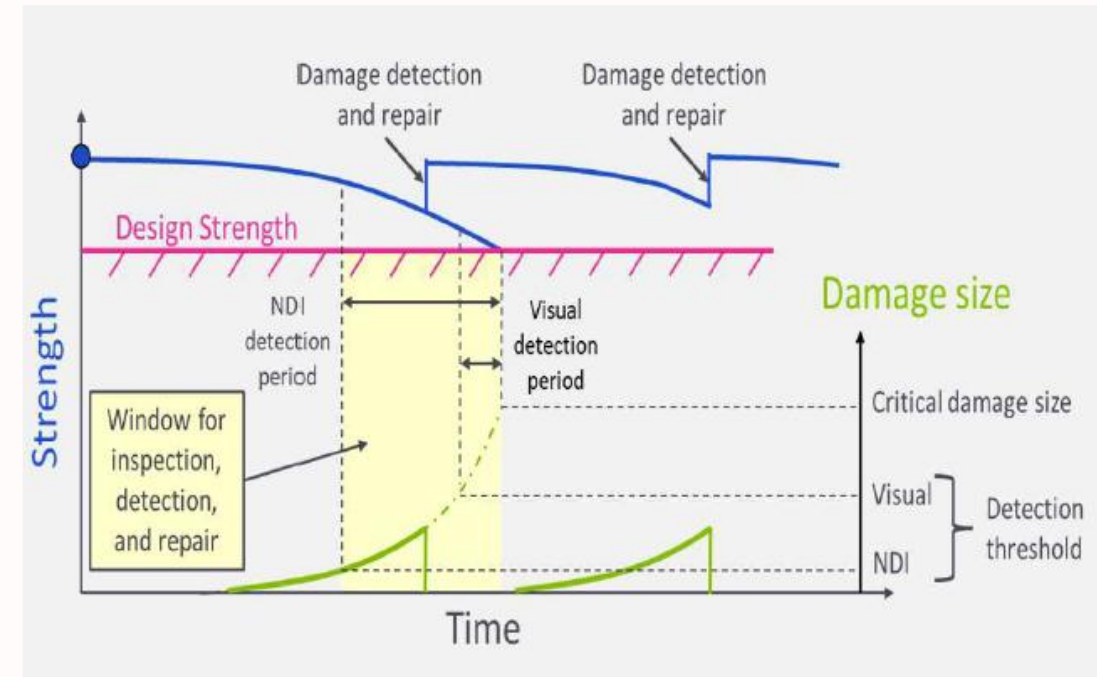 Damage detection
and repair
Damage detection
and repair
Design Strength
Strength
NDI
detection
period
Visual
detection
period
Window for
inspection,
detection,
and repair
Damage size
Critical damage size
Visual
NDI
Detection
threshold
Time